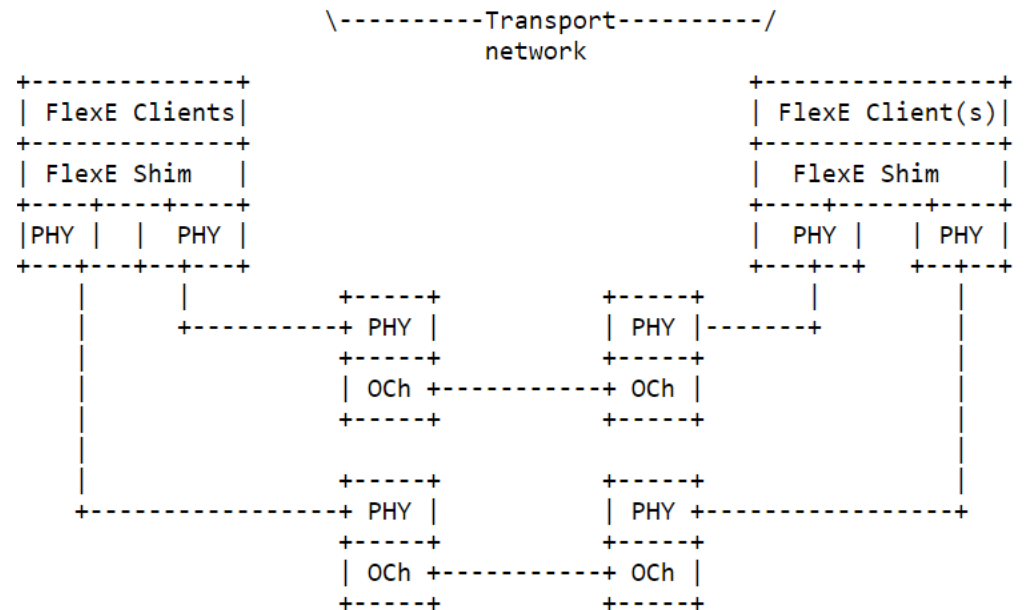 \----------Transport----------/
network
FlexE Clients FlexE Client(s)
FlexE Shim FlexE Shim
PHY PHY PHY PHY
PHY PHY
OCh OCh
PHY PHY
OCh OCh